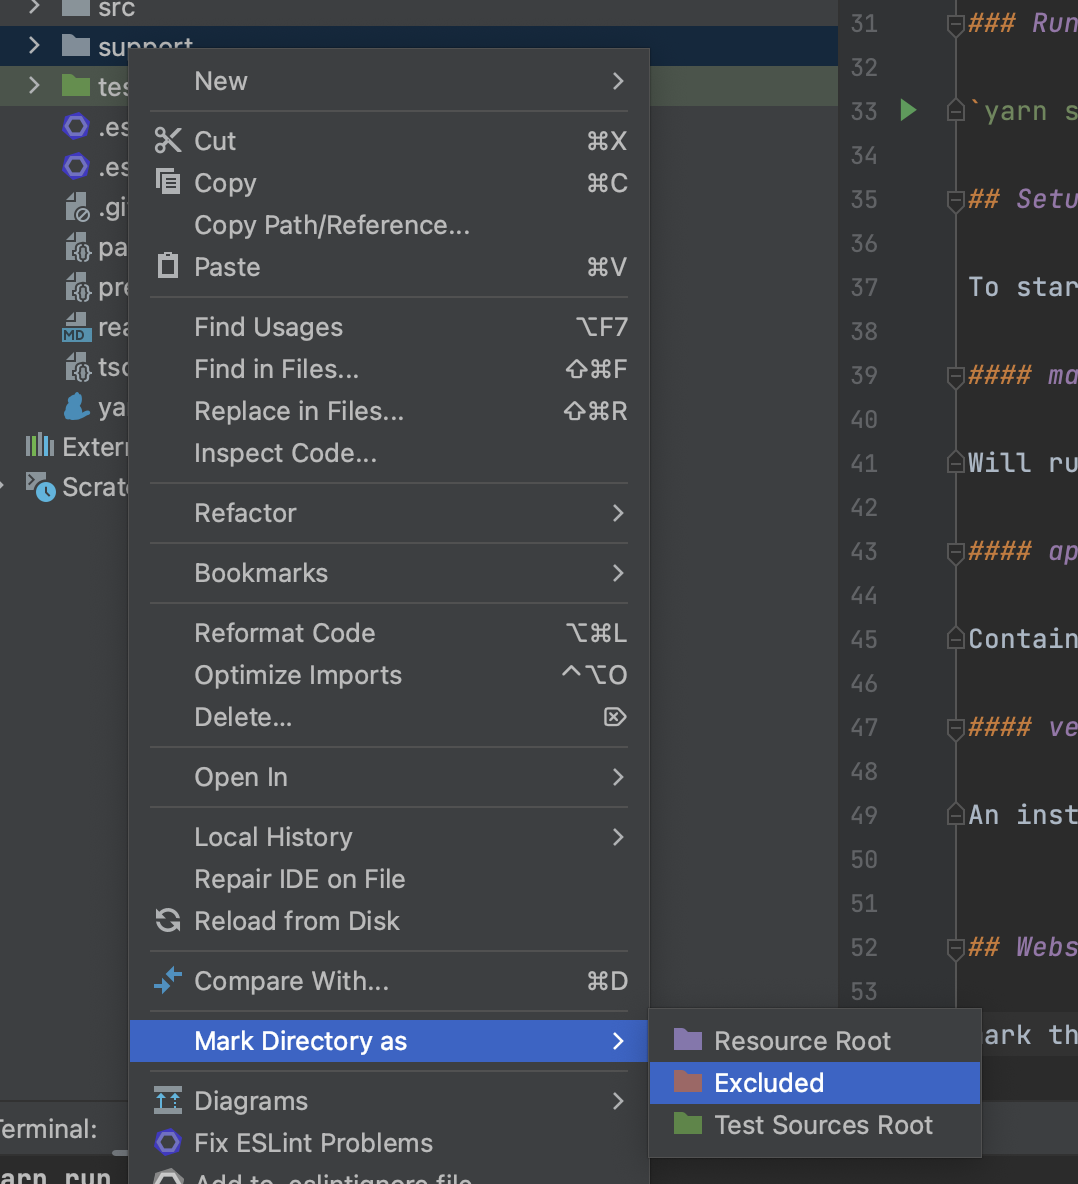 src
support
tes
.es
.es
.gi
pa
pre
rea
MD
tsc
ya
Extern
Scrat
New
Cut ⌘X
Copy ⌘C
Copy Path/Reference...
Paste ⌘V
Find Usages ⌥F7
Find in Files... ⇧⌘F
Replace in Files... ⇧⌘R
Inspect Code...
Refactor
Bookmarks
Reformat Code ⌥⌘L
Optimize Imports ^⌥O
Delete... ⌦
Open In
Local History
Repair IDE on File
Reload from Disk
Compare With... ⌘D
Mark Directory as
Diagrams
Fix ESLint Problems
Add to .eslintignore file
Resource Root
Excluded
Test Sources Root
31 ### Run
32
33 `yarn s
34
35 ## Setu
36
37 To star
38
39 #### ma
40
41 Will ru
42
43 #### ap
44
45 Contain
46
47 #### ve
48
49 An inst
50
51
52 ## Webs
53
ark th
Terminal:
arn run